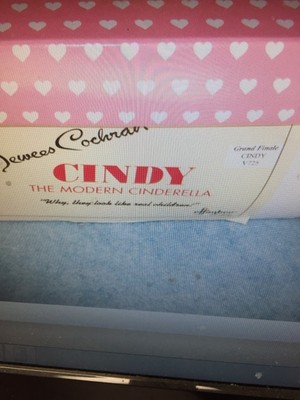 Dewees Cochran
CINDY
THE MODERN CINDERELLA
"Why, they look like real children"
Grand Finale
CINDY
V725